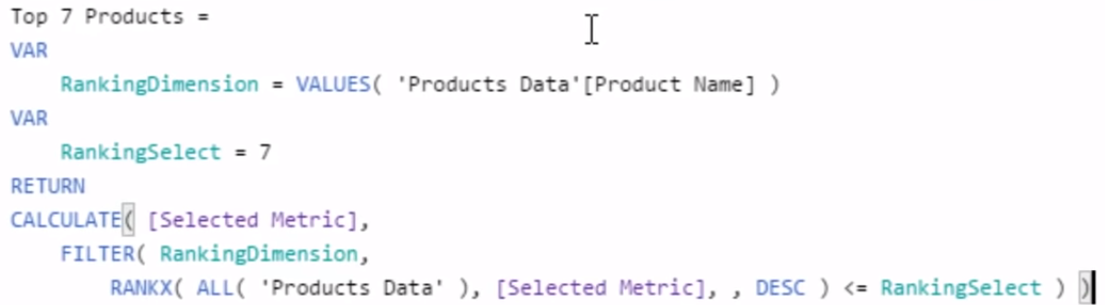 Top 7 Products =
VAR
    RankingDimension = VALUES( 'Products Data'[Product Name] )
VAR
    RankingSelect = 7
RETURN
CALCULATE( [Selected Metric],
    FILTER( RankingDimension,
        RANKX( ALL( 'Products Data' ), [Selected Metric], , DESC ) <= RankingSelect ) )